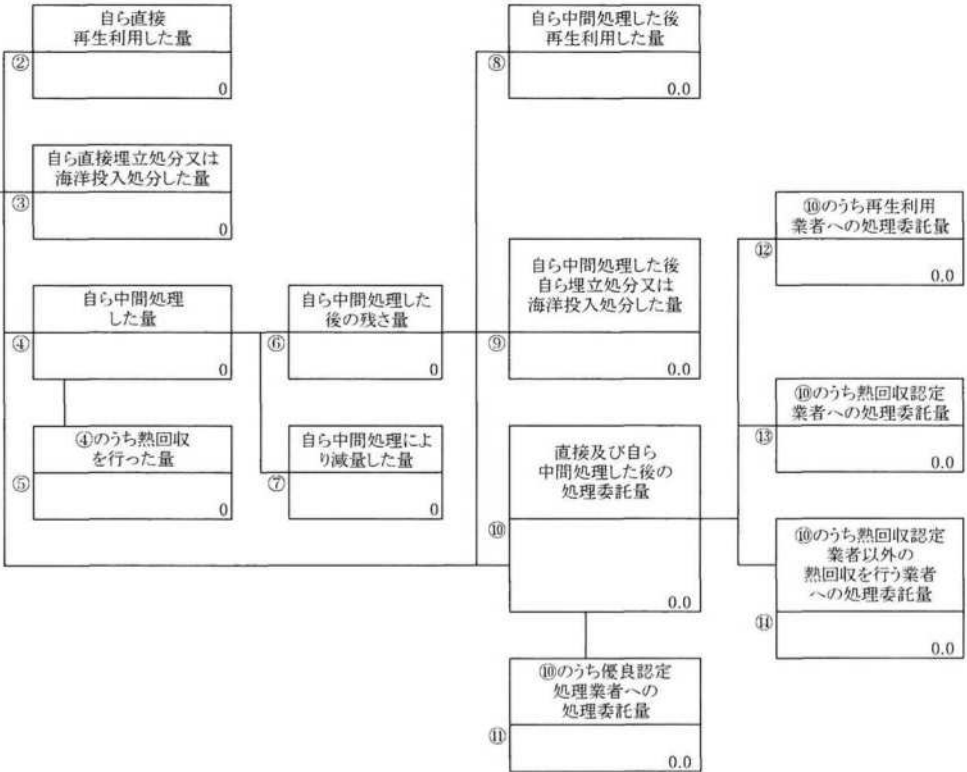 自ら直接
再生利用した量
②
0
自ら直接埋立処分又は
海洋投入処分した量
③
0
自ら中間処理
した量
④
0
④のうち熱回収
を行った量
⑤
0
自ら中間処理した
後の残さ量
⑥
0
自ら中間処理によ
り減量した量
⑦
0
自ら中間処理した後
再生利用した量
⑧
0.0
自ら中間処理した後
自ら埋立処分又は
海洋投入処分した量
⑨
0.0
直接及び自ら
中間処理した後の
処理委託量
⑩
0.0
⑩のうち優良認定
処理業者への
処理委託量
⑪
0.0
⑩のうち再生利用
業者への処理委託量
⑫
0.0
⑩のうち熱回収認定
業者への処理委託量
⑬
0.0
⑩のうち熱回収認定
業者以外の
熱回収を行う業者
への処理委託量
⑭
0.0